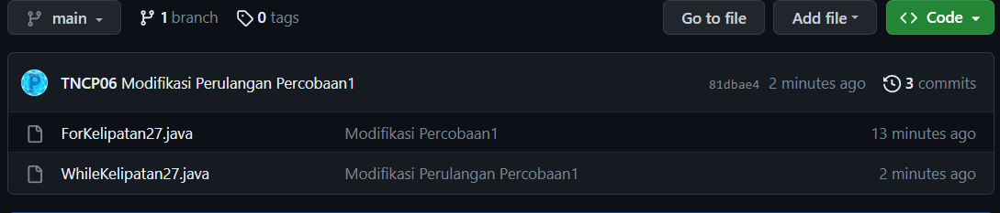 main 1 branch 0 tags Go to file Add file <> Code
TNCP06 Modifikasi Perulangan Percobaan1 81dbae4 2 minutes ago 3 commits
ForKelipatan27.java Modifikasi Percobaan1 13 minutes ago
WhileKelipatan27.java Modifikasi Perulangan Percobaan1 2 minutes ago